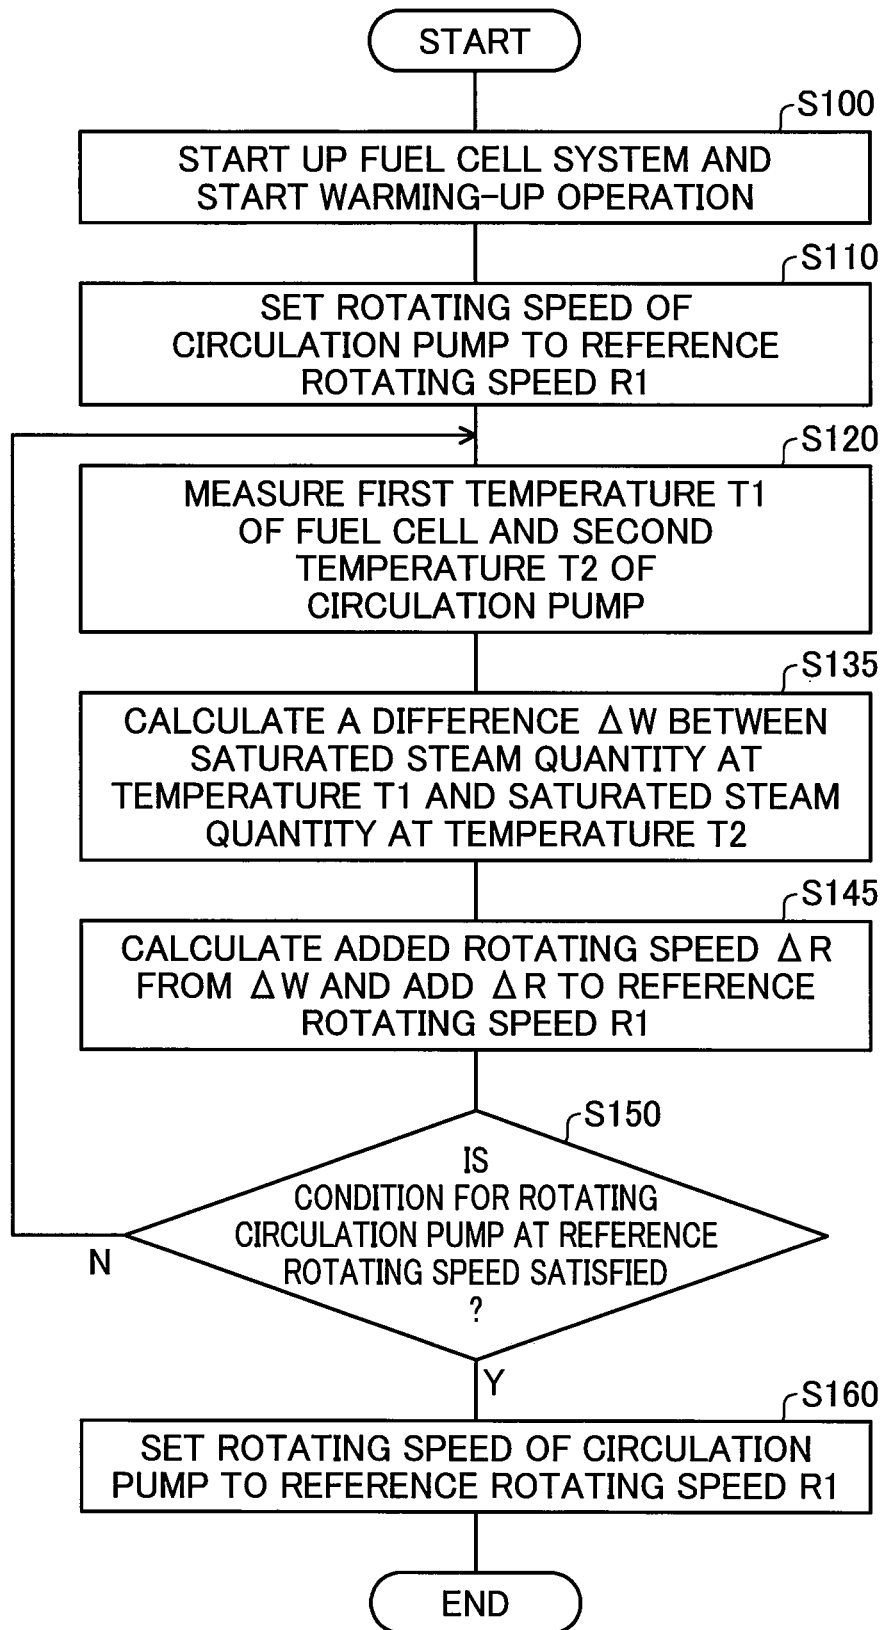 START
S100
START UP FUEL CELL SYSTEM AND
START WARMING-UP OPERATION
S110
SET ROTATING SPEED OF
CIRCULATION PUMP TO REFERENCE
ROTATING SPEED R1
S120
MEASURE FIRST TEMPERATURE T1
OF FUEL CELL AND SECOND
TEMPERATURE T2 OF
CIRCULATION PUMP
S135
CALCULATE A DIFFERENCE ΔW BETWEEN
SATURATED STEAM QUANTITY AT
TEMPERATURE T1 AND SATURATED STEAM
QUANTITY AT TEMPERATURE T2
S145
CALCULATE ADDED ROTATING SPEED ΔR
FROM ΔW AND ADD ΔR TO REFERENCE
ROTATING SPEED R1
S150
IS
CONDITION FOR ROTATING
CIRCULATION PUMP AT REFERENCE
ROTATING SPEED SATISFIED
?
N
Y
S160
SET ROTATING SPEED OF CIRCULATION
PUMP TO REFERENCE ROTATING SPEED R1
END